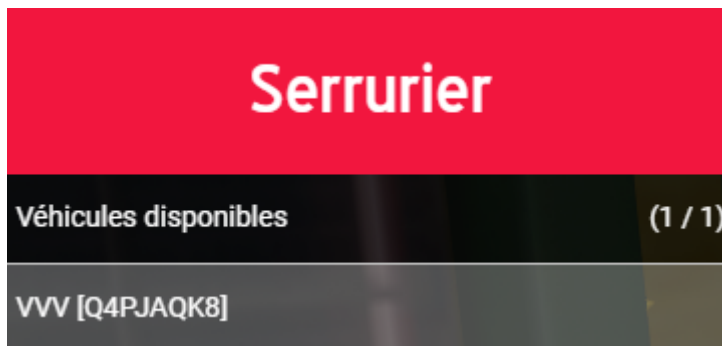 Serrurier
Véhicules disponibles (1 / 1)
VVV [Q4PJAQK8]